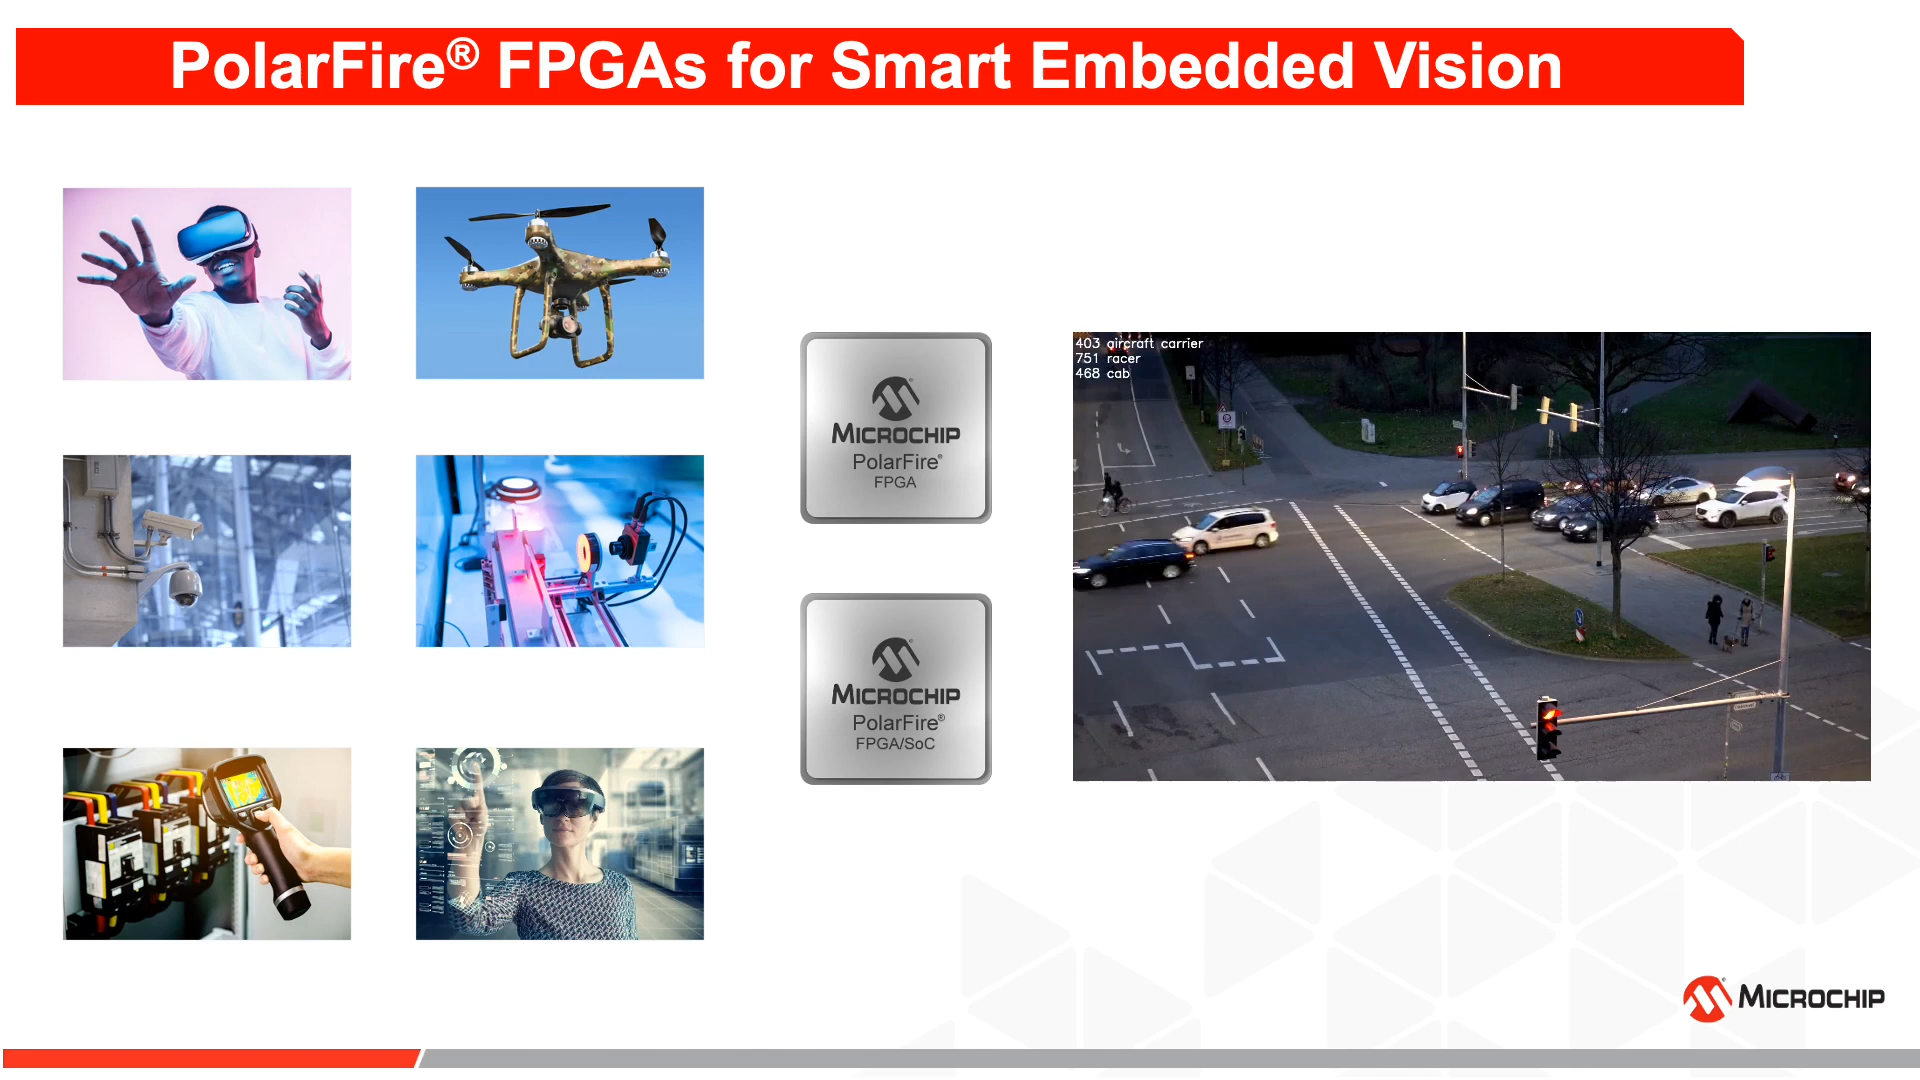 PolarFire® FPGAs for Smart Embedded Vision
MICROCHIP
PolarFire®
FPGA
MICROCHIP
PolarFire®
FPGA/SoC
403 aircraft carrier
751 racer
468 cab
MICROCHIP